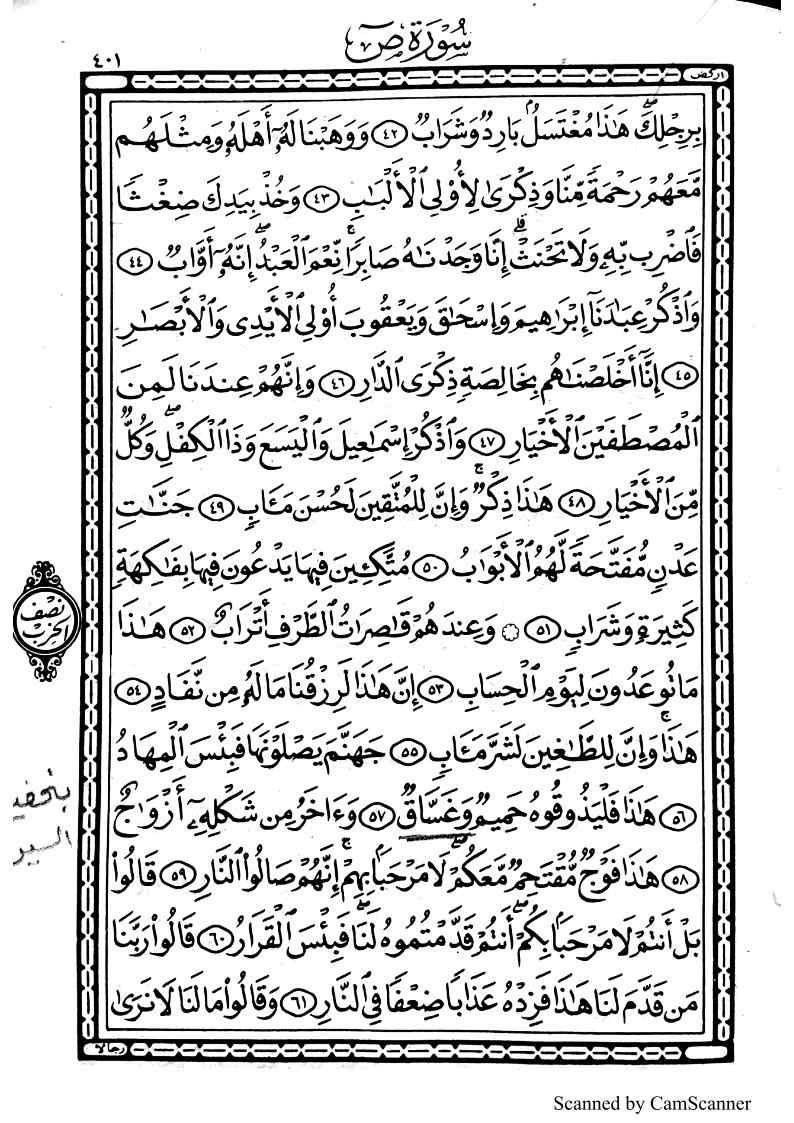 سُورَةُ صٓ
٤٠١
اركض
بِرِجْلِكَ ۖ هَٰذَا مُغْتَسَلٌ بَارِدٌ وَشَرَابٌ ٤٢ وَوَهَبْنَا لَهُۥٓ أَهْلَهُۥ وَمِثْلَهُم
مَّعَهُمْ رَحْمَةً مِّنَّا وَذِكْرَىٰ لِأُو۟لِى ٱلْأَلْبَٰبِ ٤٣ وَخُذْ بِيَدِكَ ضِغْثًا
فَٱضْرِب بِّهِۦ وَلَا تَحْنَثْ ۗ إِنَّا وَجَدْنَٰهُ صَابِرًا ۚ نِّعْمَ ٱلْعَبْدُ ۖ إِنَّهُۥٓ أَوَّابٌ ٤٤
وَٱذْكُرْ عِبَٰدَنَآ إِبْرَٰهِيمَ وَإِسْحَٰقَ وَيَعْقُوبَ أُو۟لِى ٱلْأَيْدِى وَٱلْأَبْصَٰرِ
٤٥ إِنَّآ أَخْلَصْنَٰهُم بِخَالِصَةٍ ذِكْرَى ٱلدَّارِ ٤٦ وَإِنَّهُمْ عِندَنَا لَمِنَ
ٱلْمُصْطَفَيْنَ ٱلْأَخْيَارِ ٤٧ وَٱذْكُرْ إِسْمَٰعِيلَ وَٱلْيَسَعَ وَذَا ٱلْكِفْلِ ۖ وَكُلٌّ
مِّنَ ٱلْأَخْيَارِ ٤٨ هَٰذَا ذِكْرٌ ۚ وَإِنَّ لِلْمُتَّقِينَ لَحُسْنَ مَـَٔابٍ ٤٩ جَنَّٰتِ
عَدْنٍ مُّفَتَّحَةً لَّهُمُ ٱلْأَبْوَٰبُ ٥٠ مُتَّكِـِٔينَ فِيهَا يَدْعُونَ فِيهَا بِفَٰكِهَةٍ
كَثِيرَةٍ وَشَرَابٍ ٥١ ۞ وَعِندَهُمْ قَٰصِرَٰتُ ٱلطَّرْفِ أَتْرَابٌ ٥٢ هَٰذَا
مَا تُوعَدُونَ لِيَوْمِ ٱلْحِسَابِ ٥٣ إِنَّ هَٰذَا لَرِزْقُنَا مَا لَهُۥ مِن نَّفَادٍ ٥٤
هَٰذَا ۚ وَإِنَّ لِلطَّٰغِينَ لَشَرَّ مَـَٔابٍ ٥٥ جَهَنَّمَ يَصْلَوْنَهَا فَبِئْسَ ٱلْمِهَادُ
٥٦ هَٰذَا فَلْيَذُوقُوهُ حَمِيمٌ وَغَسَّاقٌ ٥٧ وَءَاخَرُ مِن شَكْلِهِۦٓ أَزْوَٰجٌ
٥٨ هَٰذَا فَوْجٌ مُّقْتَحِمٌ مَّعَكُمْ ۖ لَا مَرْحَبًۢا بِهِمْ ۚ إِنَّهُمْ صَالُوا۟ ٱلنَّارِ ٥٩ قَالُوا۟
بَلْ أَنتُمْ لَا مَرْحَبًۢا بِكُمْ ۖ أَنتُمْ قَدَّمْتُمُوهُ لَنَا ۖ فَبِئْسَ ٱلْقَرَارُ ٦٠ قَالُوا۟ رَبَّنَا
مَن قَدَّمَ لَنَا هَٰذَا فَزِدْهُ عَذَابًا ضِعْفًا فِى ٱلنَّارِ ٦١ وَقَالُوا۟ مَا لَنَا لَا نَرَىٰ
رجالا
نصف
الحزب
بتخفيف
السين
Scanned by CamScanner